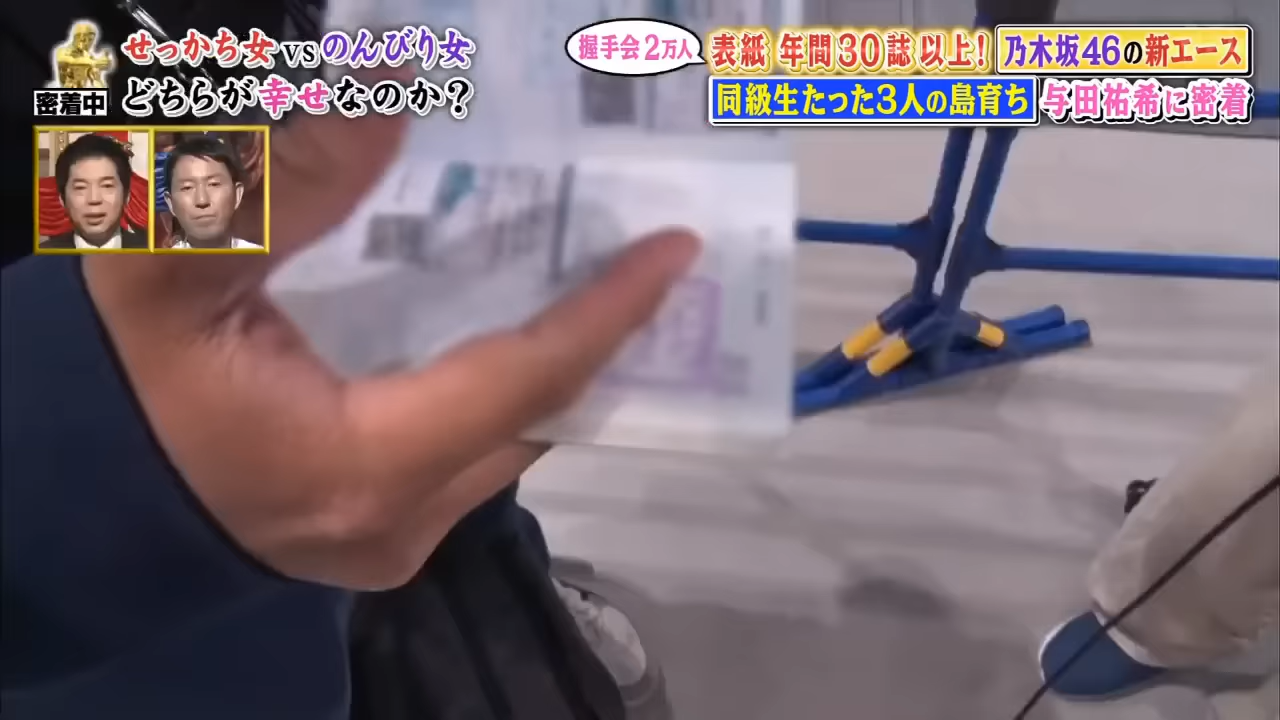 せっかち女VSのんびり女
どちらが幸せなのか?
密着中
握手会2万人
表紙 年間30誌以上!
乃木坂46の新エース
同級生たった3人の島育ち
与田祐希に密着